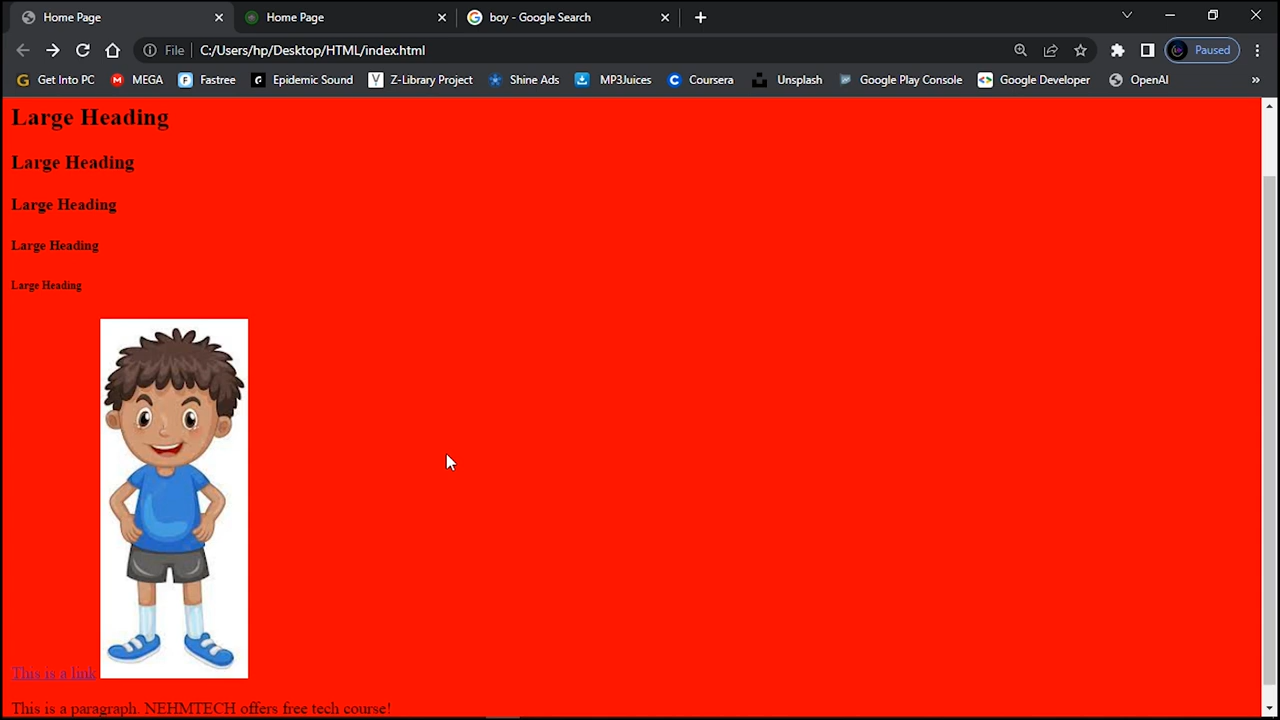 Home Page
Home Page
boy - Google Search
File C:/Users/hp/Desktop/HTML/index.html
Paused
Get Into PC MEGA Fastree Epidemic Sound Z-Library Project Shine Ads MP3Juices Coursera Unsplash Google Play Console Google Developer OpenAI »
Large Heading
Large Heading
Large Heading
Large Heading
Large Heading
This is a link
This is a paragraph. NEHMTECH offers free tech course!